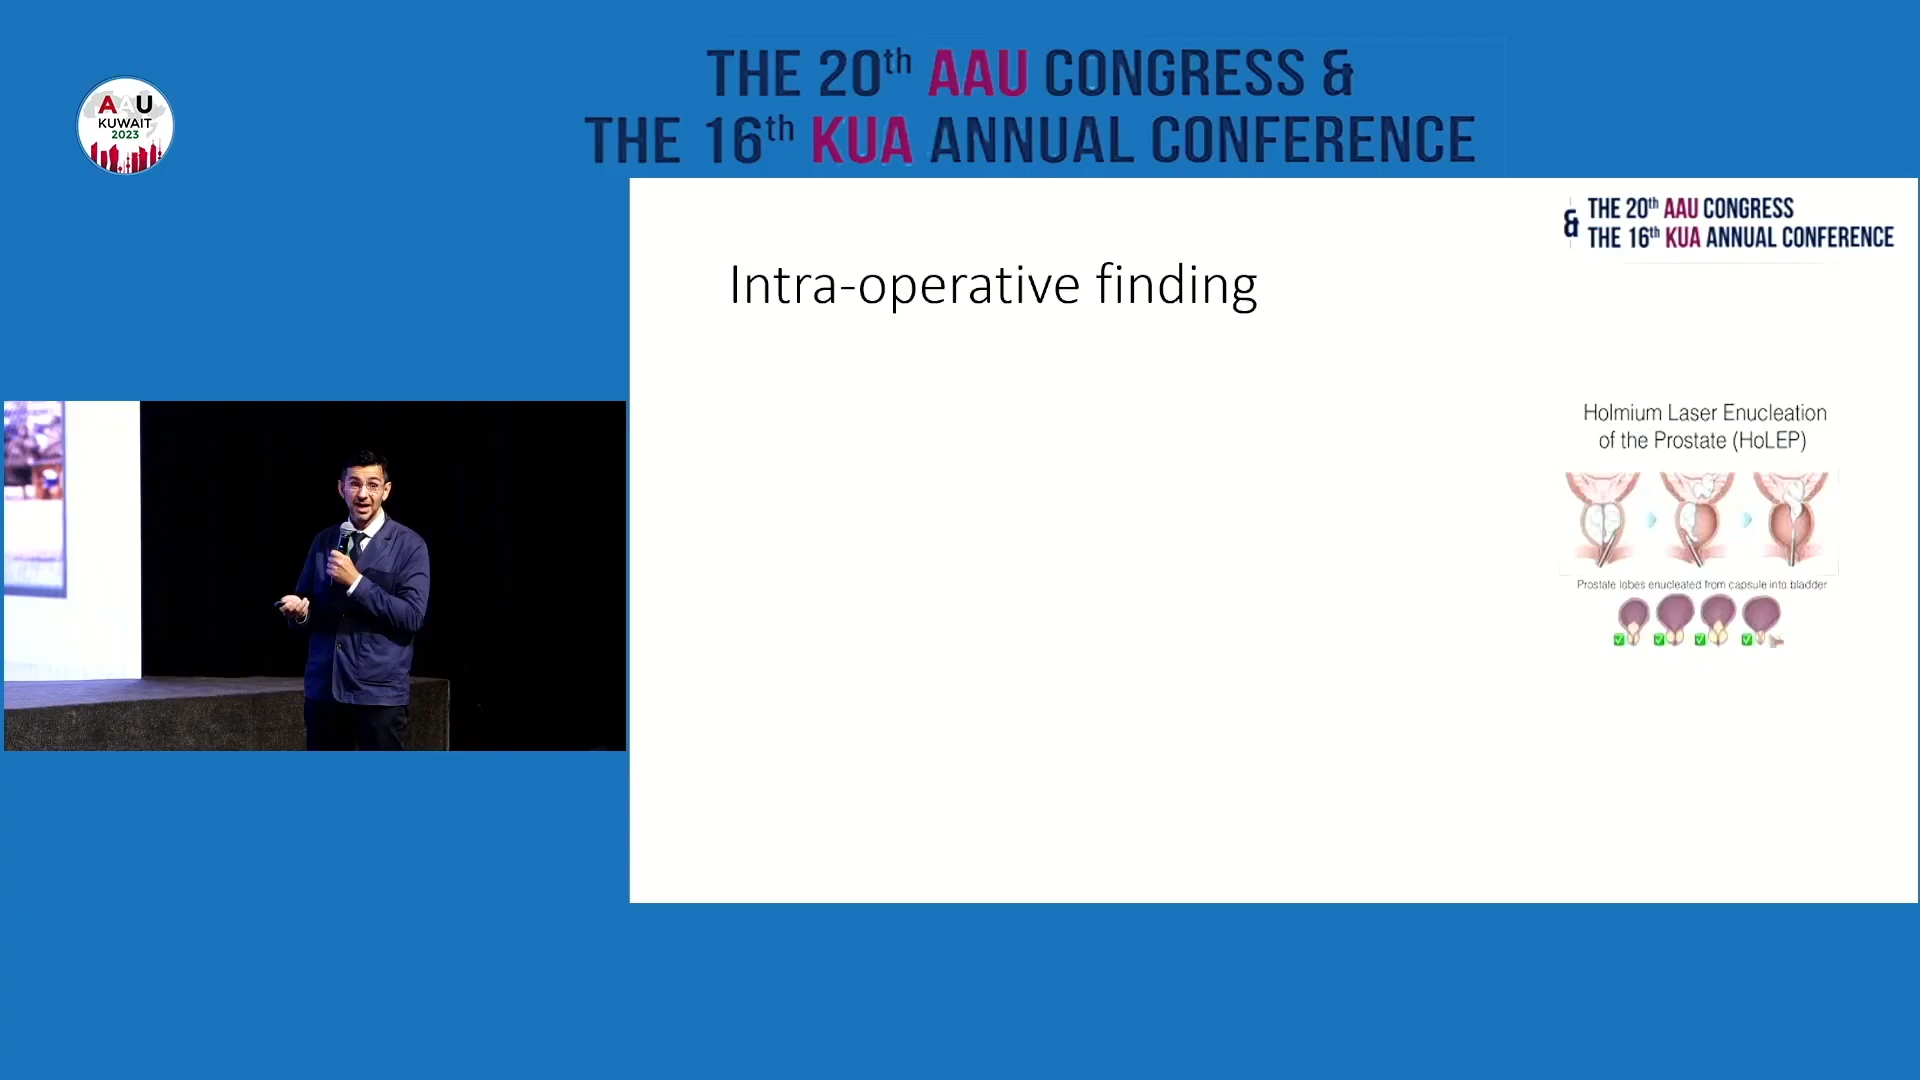 THE 20th AAU CONGRESS &
THE 16th KUA ANNUAL CONFERENCE
AAU
KUWAIT
2023
& THE 20th AAU CONGRESS
THE 16th KUA ANNUAL CONFERENCE
Intra-operative finding
Holmium Laser Enucleation
of the Prostate (HoLEP)
Prostate lobes enucleated from capsule into bladder